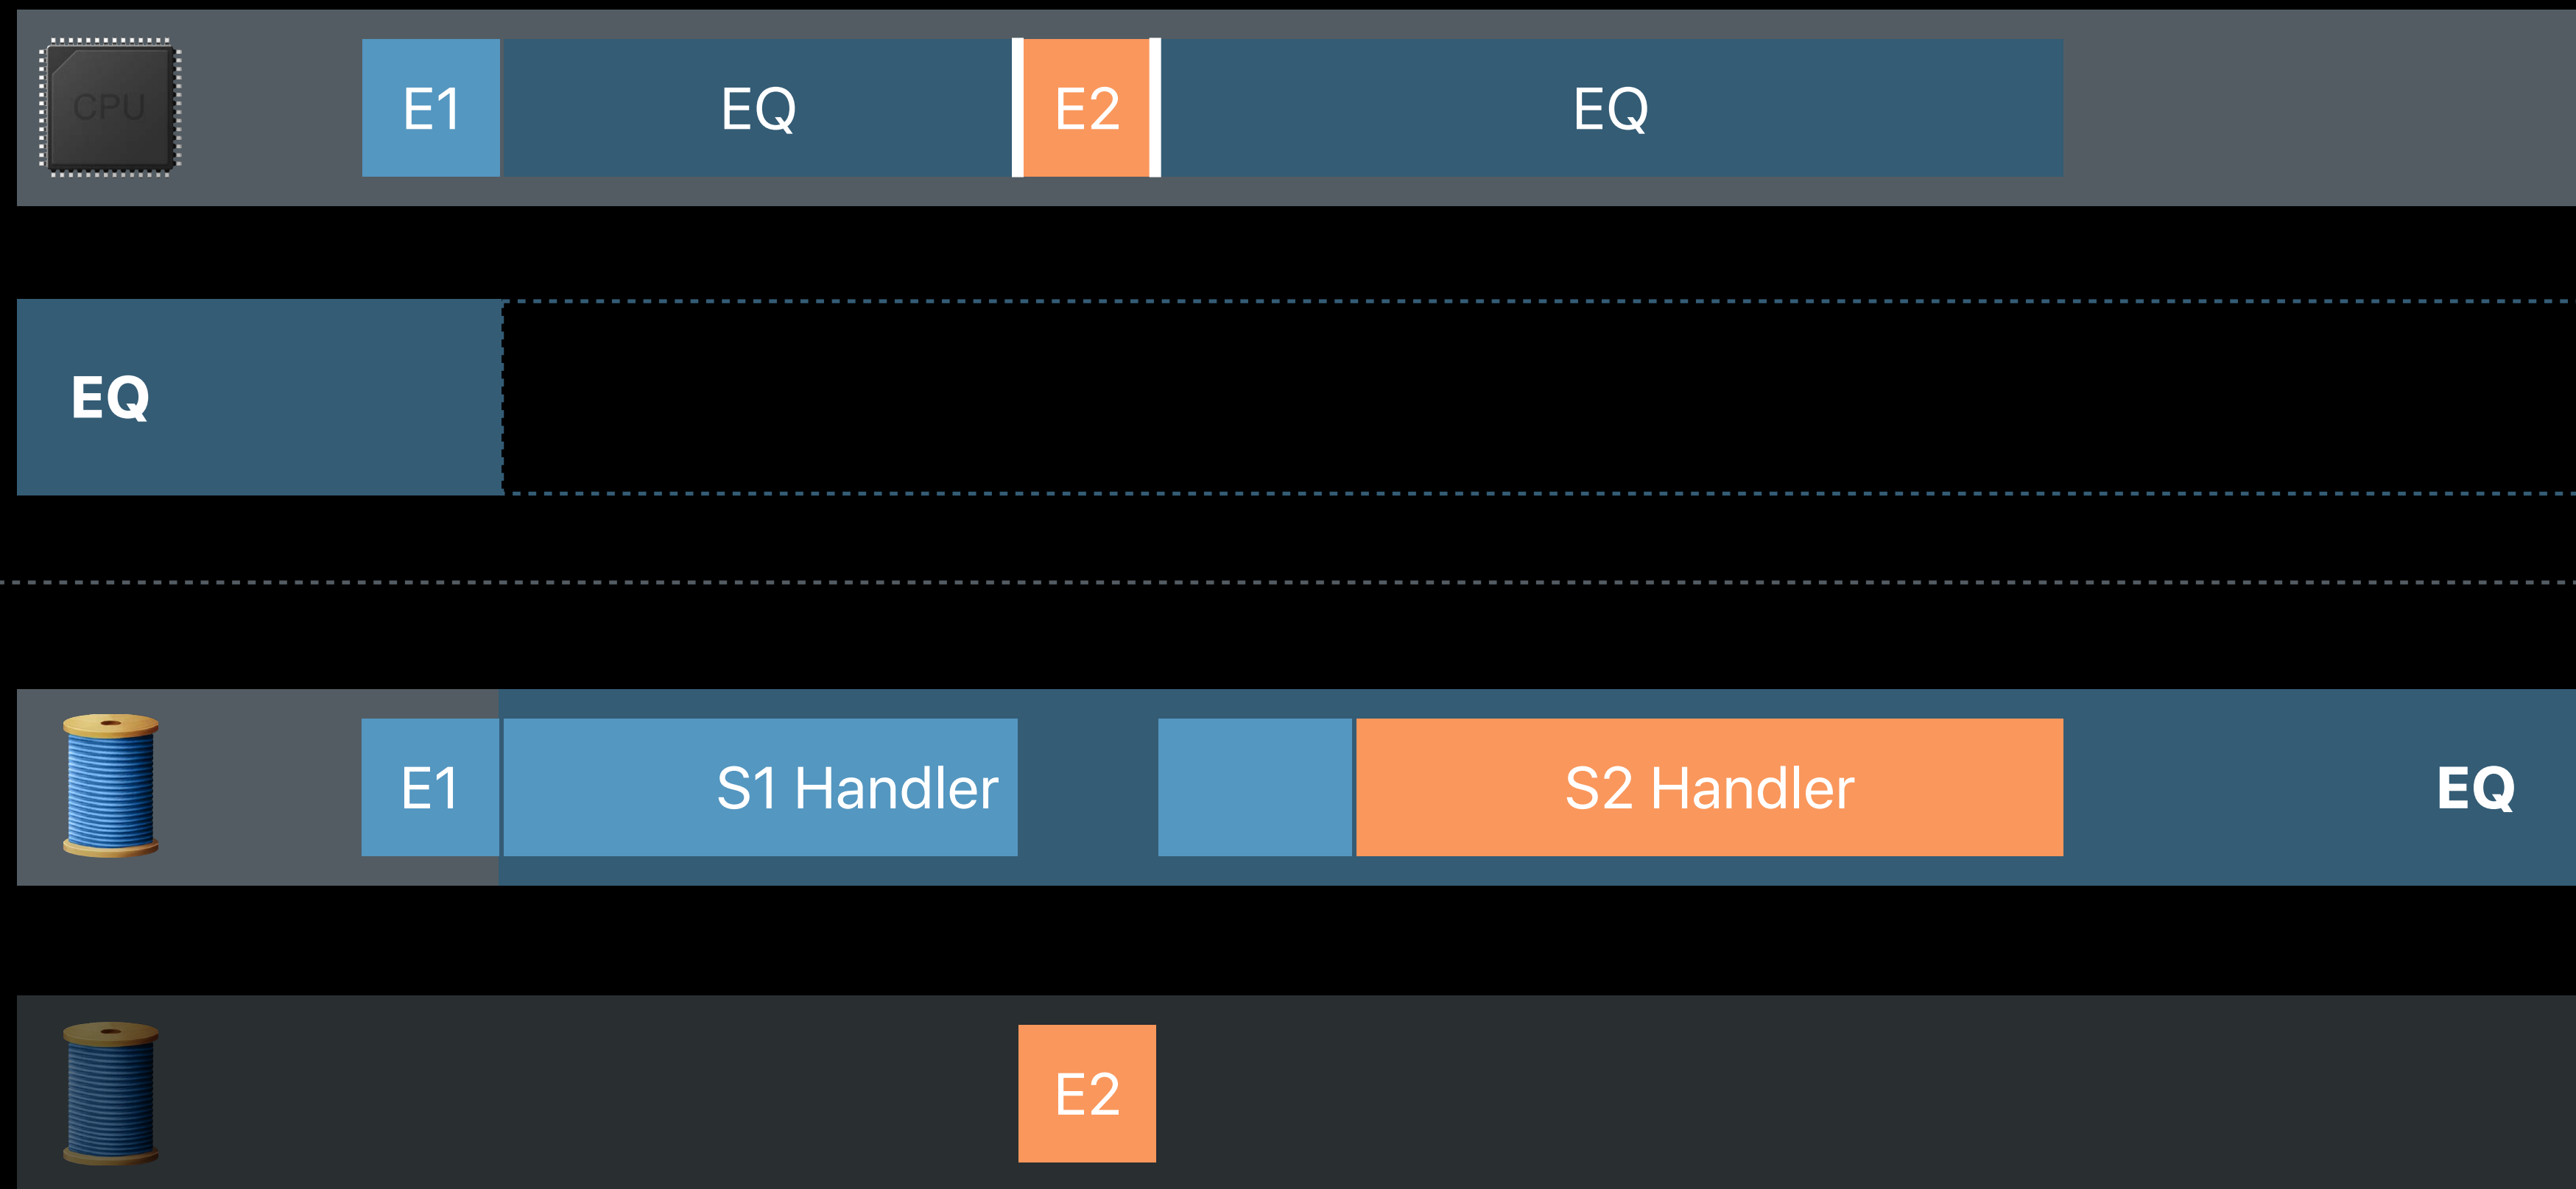 CPU
E1
EQ
E2
EQ
EQ
E1
S1 Handler
S2 Handler
EQ
E2